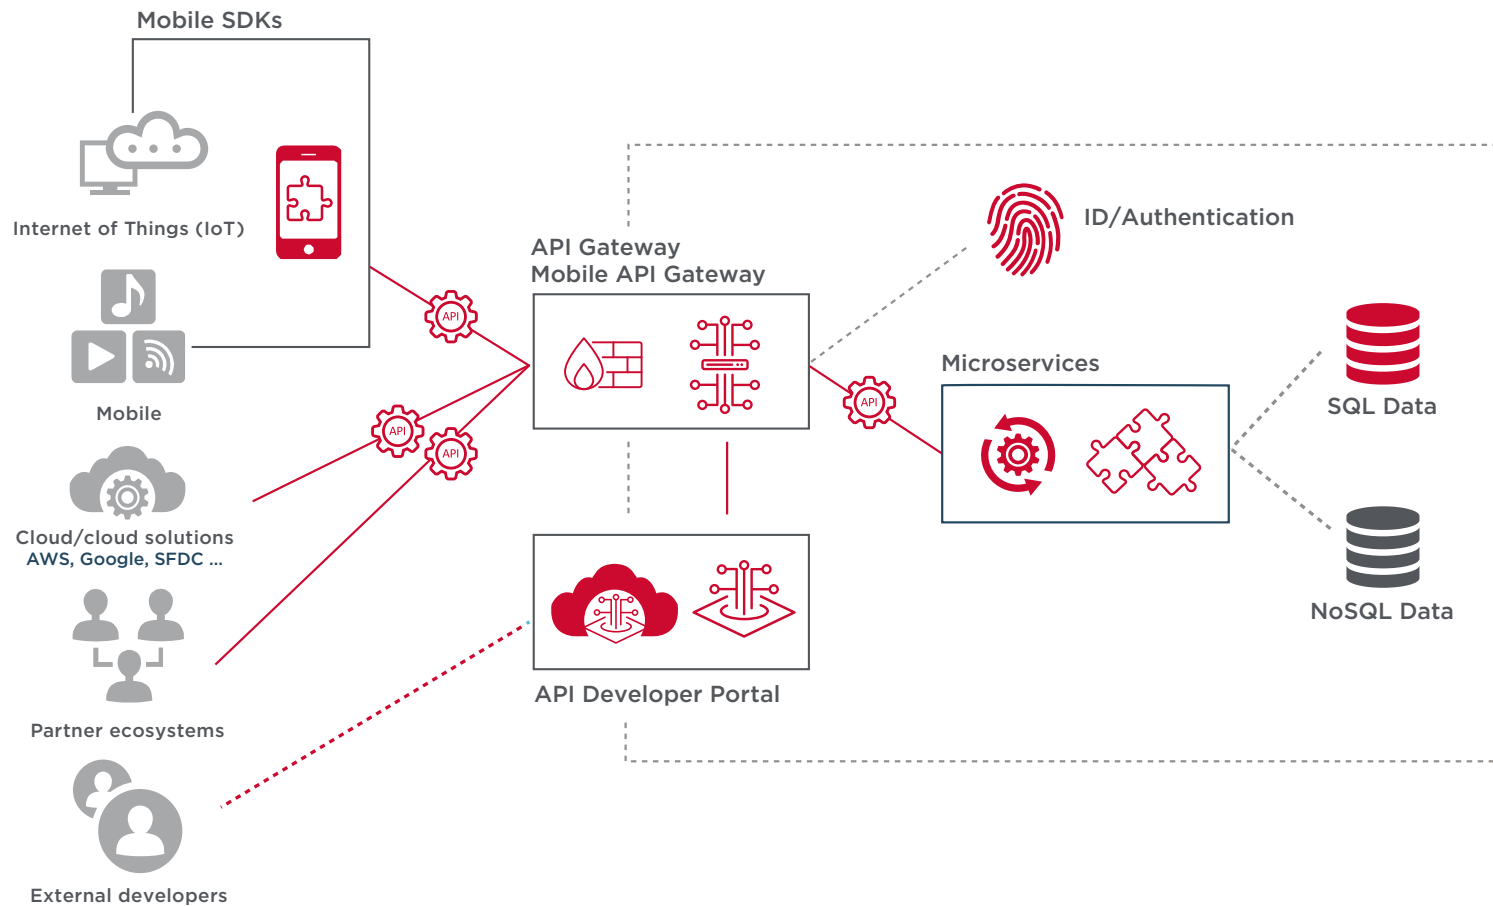 Mobile SDKs
Internet of Things (IoT)
Mobile
Cloud/cloud solutions
AWS, Google, SFDC ...
Partner ecosystems
External developers
API
API
API
API Gateway
Mobile API Gateway
API Developer Portal
API
ID/Authentication
Microservices
SQL Data
NoSQL Data